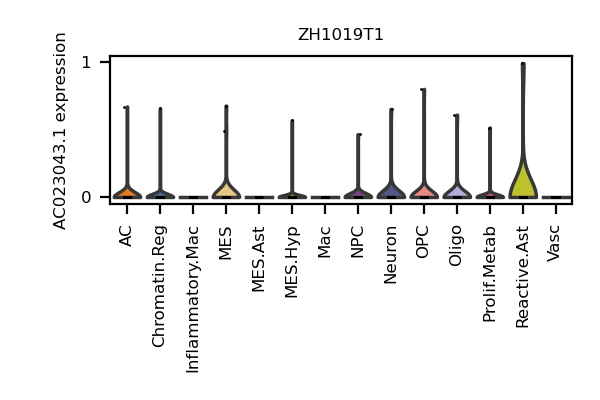 ZH1019T1
AC023043.1 expression
1
0
AC
Chromatin.Reg
Inflammatory.Mac
MES
MES.Ast
MES.Hyp
Mac
NPC
Neuron
OPC
Oligo
Prolif.Metab
Reactive.Ast
Vasc